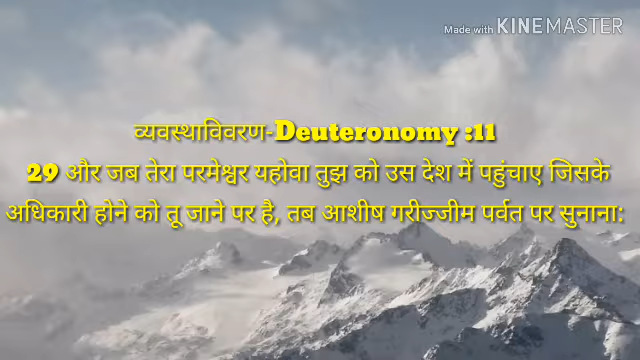 Made with KINEMASTER
व्यवस्थाविवरण-Deuteronomy :11
29 और जब तेरा परमेश्वर यहोवा तुझ को उस देश में पहुंचाए जिसके
अधिकारी होने को तू जाने पर है, तब आशीष गरीज्जीम पर्वत पर सुनाना: